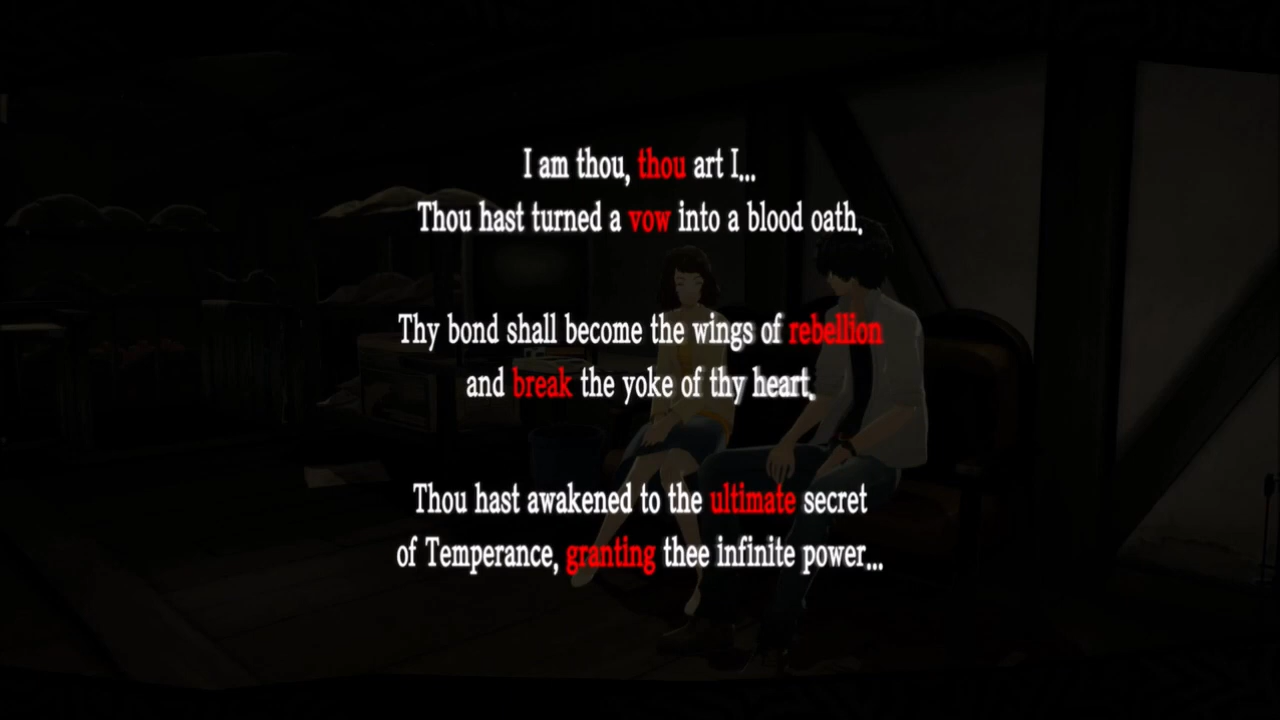 I am thou, thou art I...
Thou hast turned a vow into a blood oath.
Thy bond shall become the wings of rebellion
and break the yoke of thy heart.
Thou hast awakened to the ultimate secret
of Temperance, granting thee infinite power...